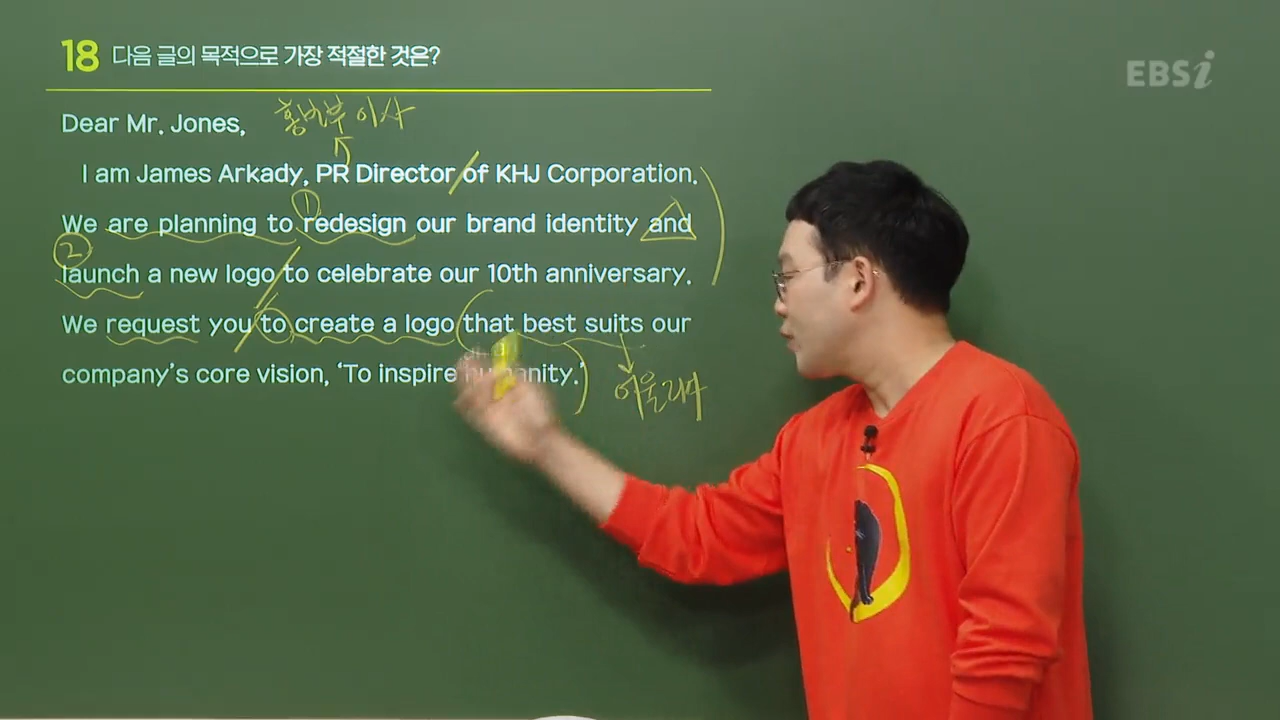 18 다음 글의 목적으로 가장 적절한 것은?
EBSi
Dear Mr. Jones,
홍보부 이사
I am James Arkady, PR Director of KHJ Corporation.
①
We are planning to redesign our brand identity and
②
launch a new logo to celebrate our 10th anniversary.
We request you to create a logo that best suits our
company's core vision, ‘To inspire humanity.’
어울리다